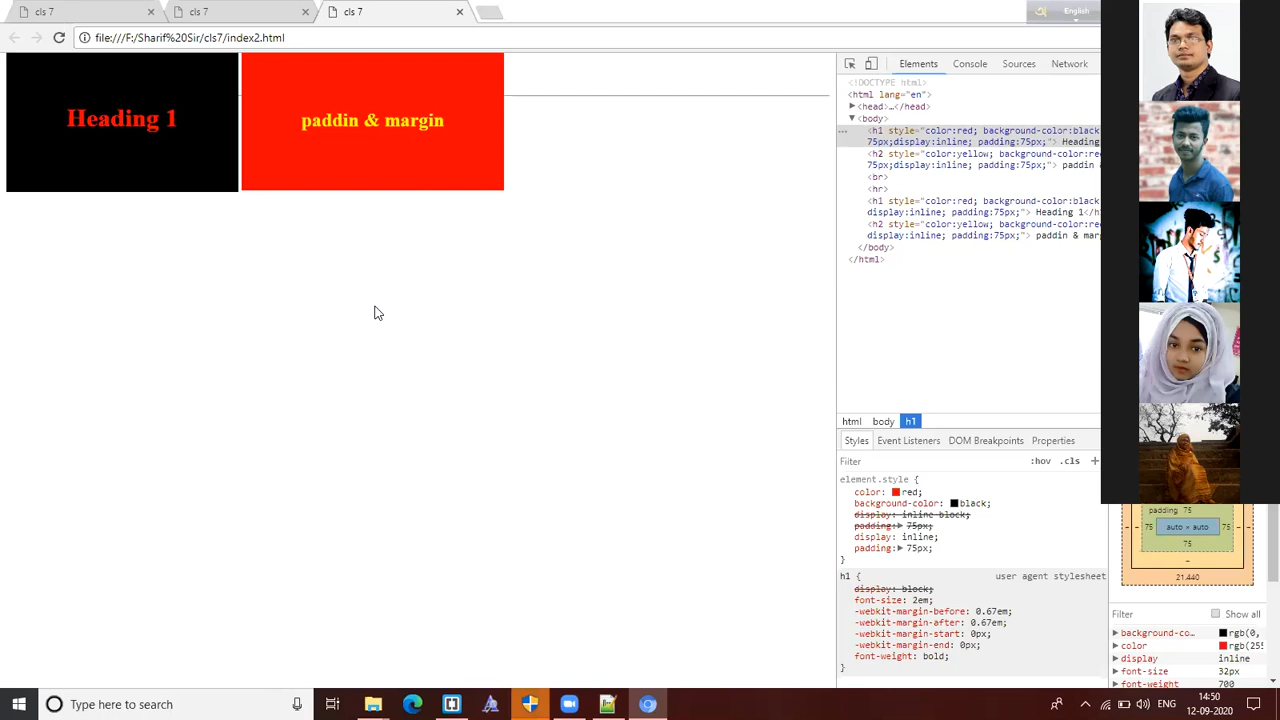 cls 7
cls 7
cls 7
English
file:///F:/Sharif%20Sir/cls7/index2.html
Heading 1
paddin & margin
Elements Console Sources Network
<!DOCTYPE html>
<html lang="en">
<head>…</head>
<body>
<h1 style="color:red; background-color:black
75px;display:inline; padding:75px;"> Heading
<h2 style="color:yellow; background-color:
75px;display:inline; padding:75px;"> paddin &
<br>
<hr>
<h1 style="color:red; background-color:black
display:inline; padding:75px;"> Heading 1</h
<h2 style="color:yellow; background-color:
display:inline; padding:75px;"> paddin & mar
</body>
</html>
html body h1
Styles Event Listeners DOM Breakpoints Properties
Filter :hov .cls +
element.style {
color: red;
background-color: black;
display: inline-block;
padding: 75px;
display: inline;
padding: 75px;
}
h1 { user agent stylesheet
display: block;
font-size: 2em;
-webkit-margin-before: 0.67em;
-webkit-margin-after: 0.67em;
-webkit-margin-start: 0px;
-webkit-margin-end: 0px;
font-weight: bold;
}
padding 75
75 auto × auto 75
75
21.440
Filter Show all
background-co… rgb(0,
color rgb(255
display inline
font-size 32px
font-weight 700
Type here to search
ENG
14:50
12-09-2020